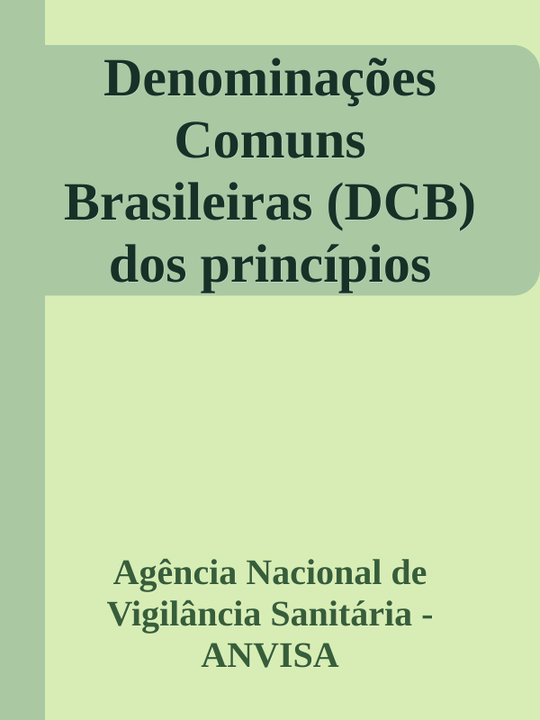 Denominações
Comuns
Brasileiras (DCB)
dos princípios
Agência Nacional de
Vigilância Sanitária -
ANVISA